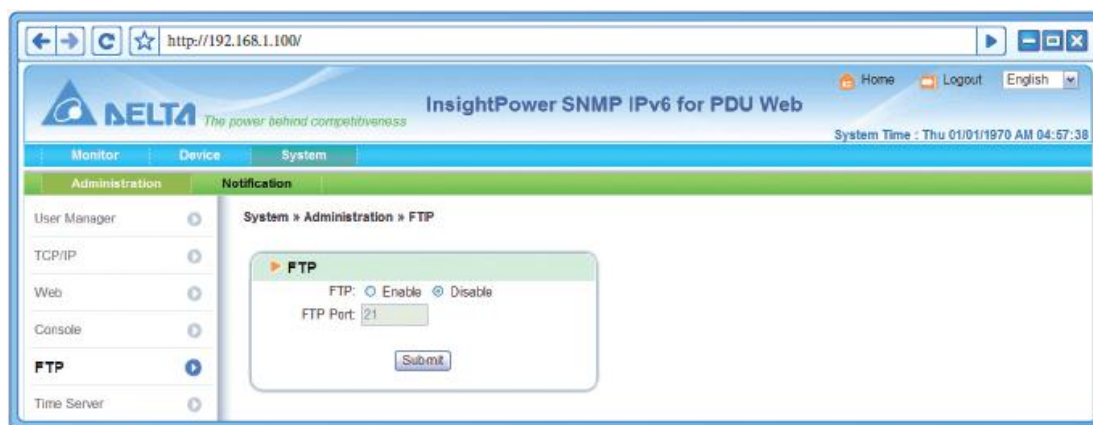 http://192.168.1.100/
Home Logout English
DELTA The power behind competitiveness InsightPower SNMP IPv6 for PDU Web
System Time : Thu 01/01/1970 AM 04:57:38
Monitor Device System
Administration Notification
User Manager
TCP/IP
Web
Console
FTP
Time Server
System » Administration » FTP
FTP
FTP: Enable Disable
FTP Port: 21
Submit